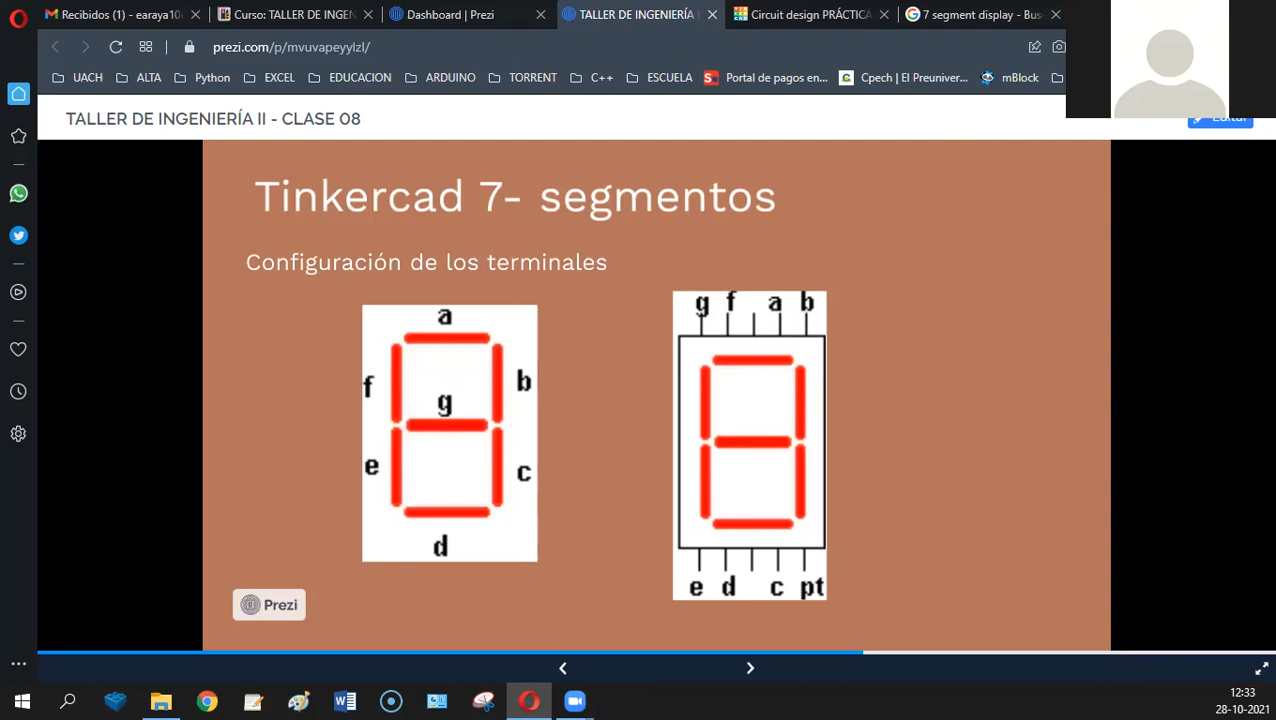 Recibidos (1) - earaya10
Curso: TALLER DE INGEN
Dashboard | Prezi
TALLER DE INGENIERÍA
Circuit design PRÁCTICA
7 segment display - Bus
prezi.com/p/mvuvapeyylzl/
UACH
ALTA
Python
EXCEL
EDUCACION
ARDUINO
TORRENT
C++
ESCUELA
Portal de pagos en...
Cpech | El Preuniver...
mBlock
TALLER DE INGENIERÍA II - CLASE 08
Editar
Tinkercad 7- segmentos
Configuración de los terminales
a
f
b
g
e
c
d
g f a b
e d c pt
Prezi
12:33
28-10-2021